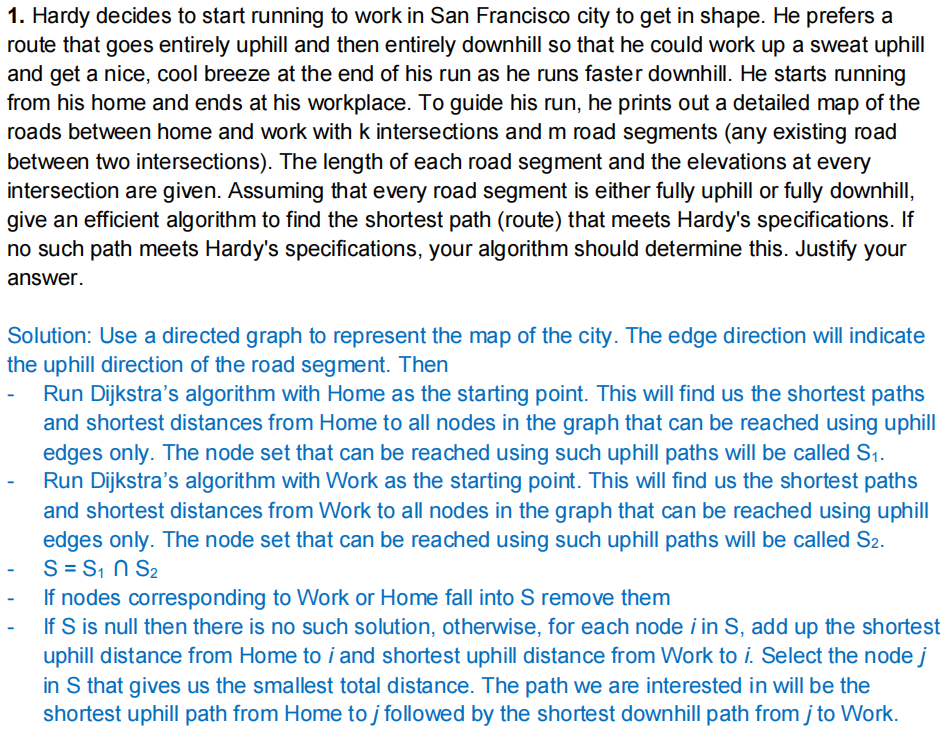 1. Hardy decides to start running to work in San Francisco city to get in shape. He prefers a
route that goes entirely uphill and then entirely downhill so that he could work up a sweat uphill
and get a nice, cool breeze at the end of his run as he runs faster downhill. He starts running
from his home and ends at his workplace. To guide his run, he prints out a detailed map of the
roads between home and work with k intersections and m road segments (any existing road
between two intersections). The length of each road segment and the elevations at every
intersection are given. Assuming that every road segment is either fully uphill or fully downhill,
give an efficient algorithm to find the shortest path (route) that meets Hardy's specifications. If
no such path meets Hardy's specifications, your algorithm should determine this. Justify your
answer.
Solution: Use a directed graph to represent the map of the city. The edge direction will indicate
the uphill direction of the road segment. Then
- Run Dijkstra's algorithm with Home as the starting point. This will find us the shortest paths
and shortest distances from Home to all nodes in the graph that can be reached using uphill
edges only. The node set that can be reached using such uphill paths will be called S₁.
- Run Dijkstra's algorithm with Work as the starting point. This will find us the shortest paths
and shortest distances from Work to all nodes in the graph that can be reached using uphill
edges only. The node set that can be reached using such uphill paths will be called S₂.
- S = S₁ ∩ S₂
- If nodes corresponding to Work or Home fall into S remove them
- If S is null then there is no such solution, otherwise, for each node i in S, add up the shortest
uphill distance from Home to i and shortest uphill distance from Work to i. Select the node j
in S that gives us the smallest total distance. The path we are interested in will be the
shortest uphill path from Home to j followed by the shortest downhill path from j to Work.